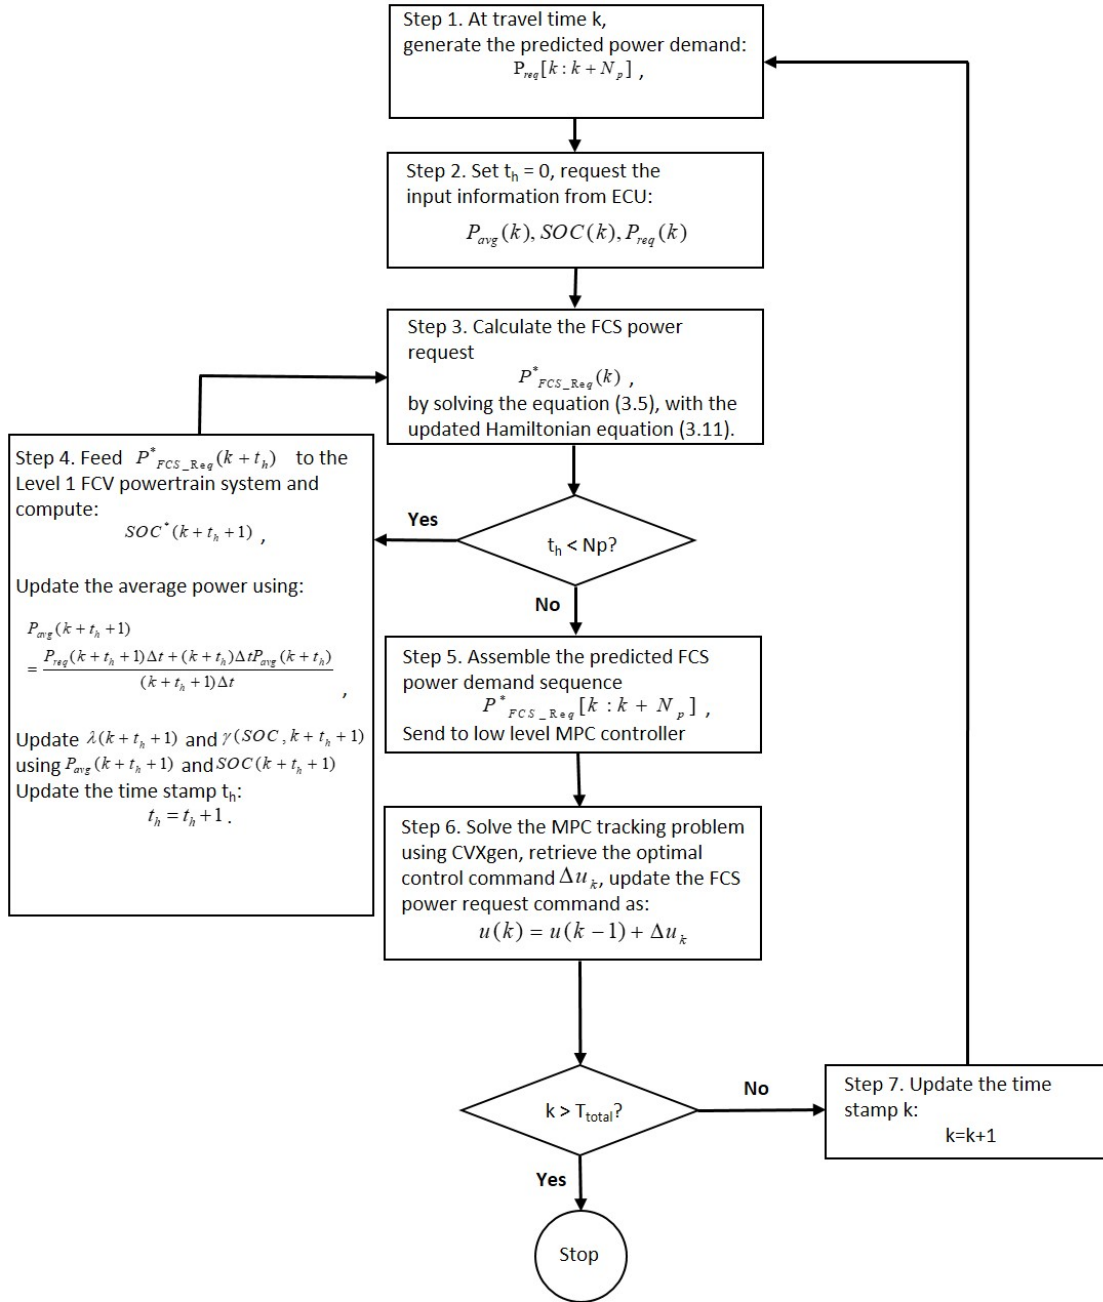 Step 1. At travel time k,
generate the predicted power demand:
P_req[k : k + N_p] ,
Step 2. Set t_h = 0, request the
input information from ECU:
P_avg(k), SOC(k), P_req(k)
Step 3. Calculate the FCS power
request
P*_FCS_Req(k) ,
by solving the equation (3.5), with the
updated Hamiltonian equation (3.11).
t_h < Np?
Yes
No
Step 4. Feed P*_FCS_Req(k + t_h) to the
Level 1 FCV powertrain system and
compute:
SOC*(k + t_h + 1) ,
Update the average power using:
P_avg(k + t_h + 1)
= P_req(k + t_h + 1)Δt + (k + t_h)ΔtP_avg(k + t_h)
(k + t_h + 1)Δt ,
Update λ(k + t_h + 1) and γ(SOC, k + t_h + 1)
using P_avg(k + t_h + 1) and SOC(k + t_h + 1)
Update the time stamp t_h:
t_h = t_h + 1 .
Step 5. Assemble the predicted FCS
power demand sequence
P*_FCS_Req[k : k + N_p] ,
Send to low level MPC controller
Step 6. Solve the MPC tracking problem
using CVXgen, retrieve the optimal
control command Δu_k, update the FCS
power request command as:
u(k) = u(k − 1) + Δu_k
k > T_total?
No
Step 7. Update the time
stamp k:
k=k+1
Yes
Stop